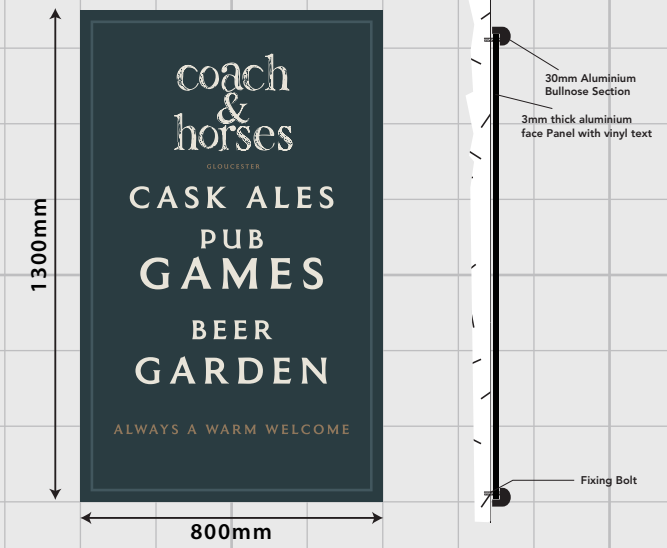 coach
&
horses
GLOUCESTER
CASK ALES
PUB
GAMES
BEER
GARDEN
ALWAYS A WARM WELCOME
1300mm
800mm
30mm Aluminium
Bullnose Section
3mm thick aluminium
face Panel with vinyl text
Fixing Bolt